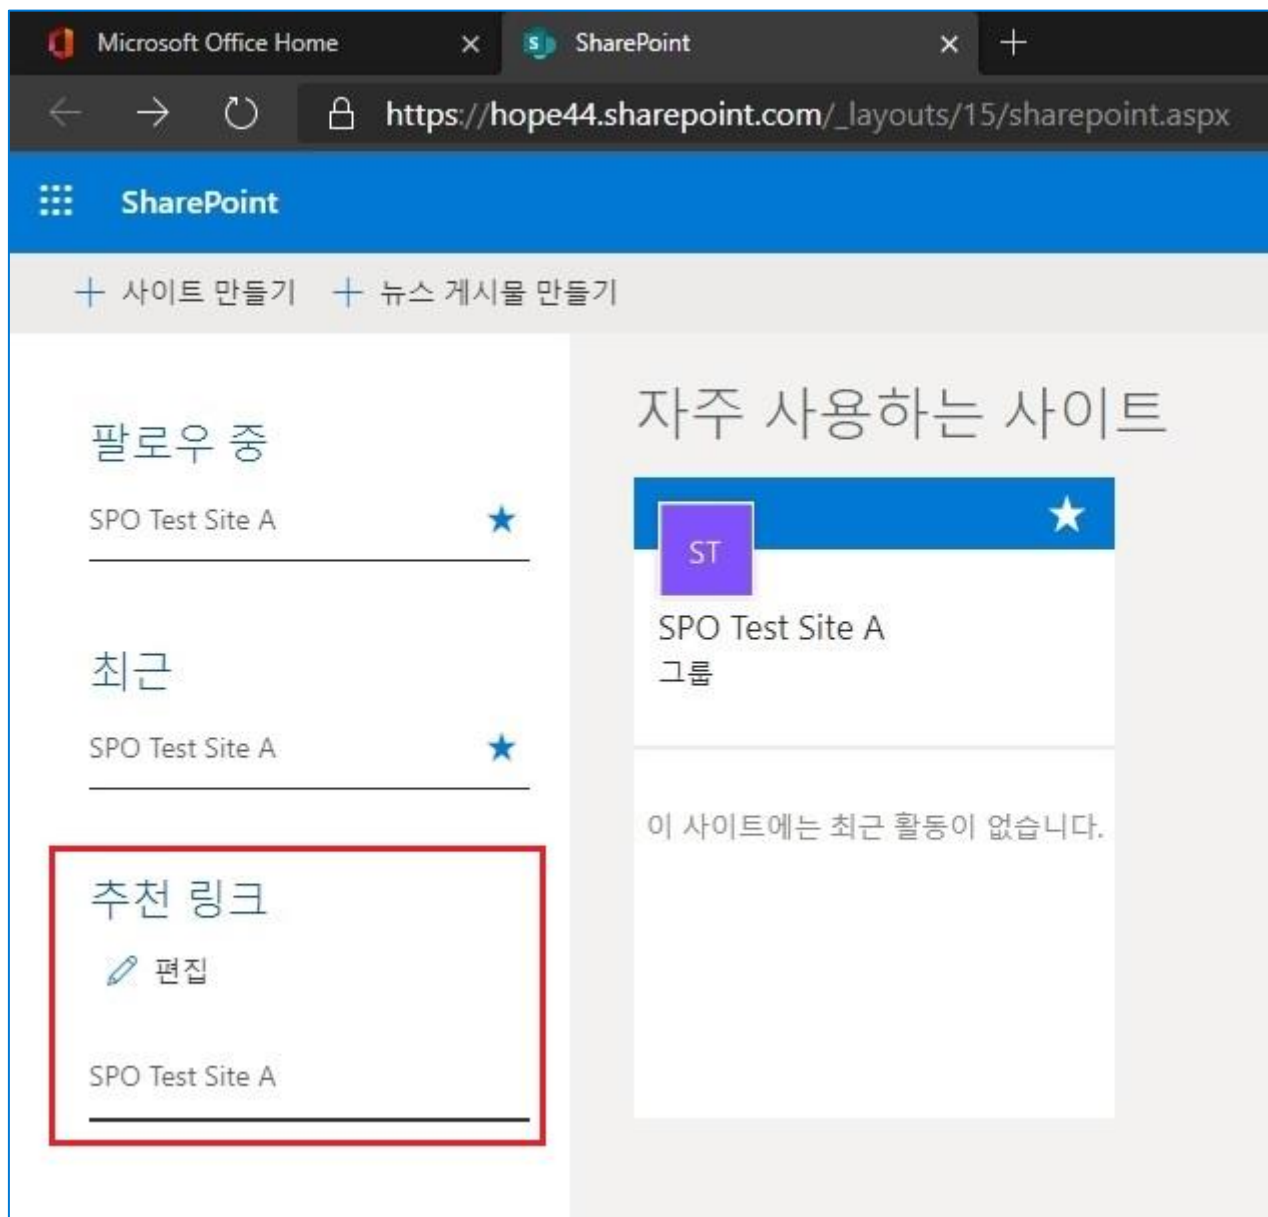 Microsoft Office Home
SharePoint
https://hope44.sharepoint.com/_layouts/15/sharepoint.aspx
SharePoint
사이트 만들기
뉴스 게시물 만들기
팔로우 중
SPO Test Site A
최근
SPO Test Site A
추천 링크
편집
SPO Test Site A
자주 사용하는 사이트
ST
SPO Test Site A
그룹
이 사이트에는 최근 활동이 없습니다.